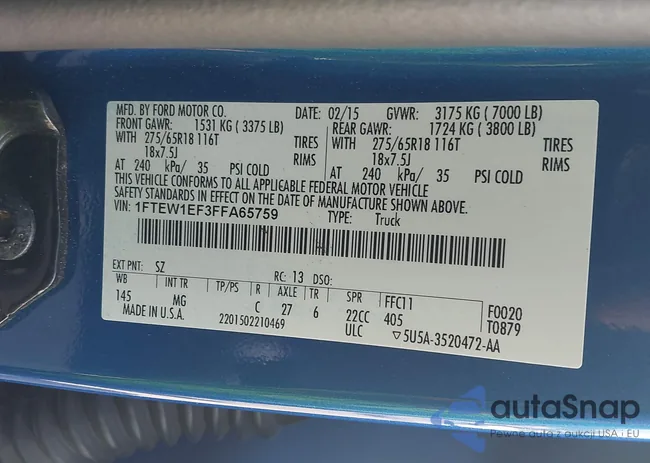 MFD. BY FORD MOTOR CO. DATE: 02/15 GVWR: 3175 KG ( 7000 LB)
FRONT GAWR: 1531 KG ( 3375 LB) REAR GAWR: 1724 KG ( 3800 LB)
WITH 275/65R18 116T TIRES WITH 275/65R18 116T TIRES
18x7.5J RIMS 18x7.5J RIMS
AT 240 kPa/ 35 PSI COLD AT 240 kPa/ 35 PSI COLD
THIS VEHICLE CONFORMS TO ALL APPLICABLE FEDERAL MOTOR VEHICLE
SAFETY STANDARDS IN EFFECT ON THE DATE OF MANUFACTURE SHOWN ABOVE.
VIN: 1FTEW1EF3FFA65759 TYPE: Truck
EXT PNT: SZ RC: 13 DSO:
WB INT TR TP/PS R AXLE TR SPR FFC11 F0020
145 MG C 27 6 22CC 405 T0879
MADE IN U.S.A. 2201502210469 ULC ▽5U5A-3520472-AA
autaSnap
Pewne auta z aukcji USA i EU